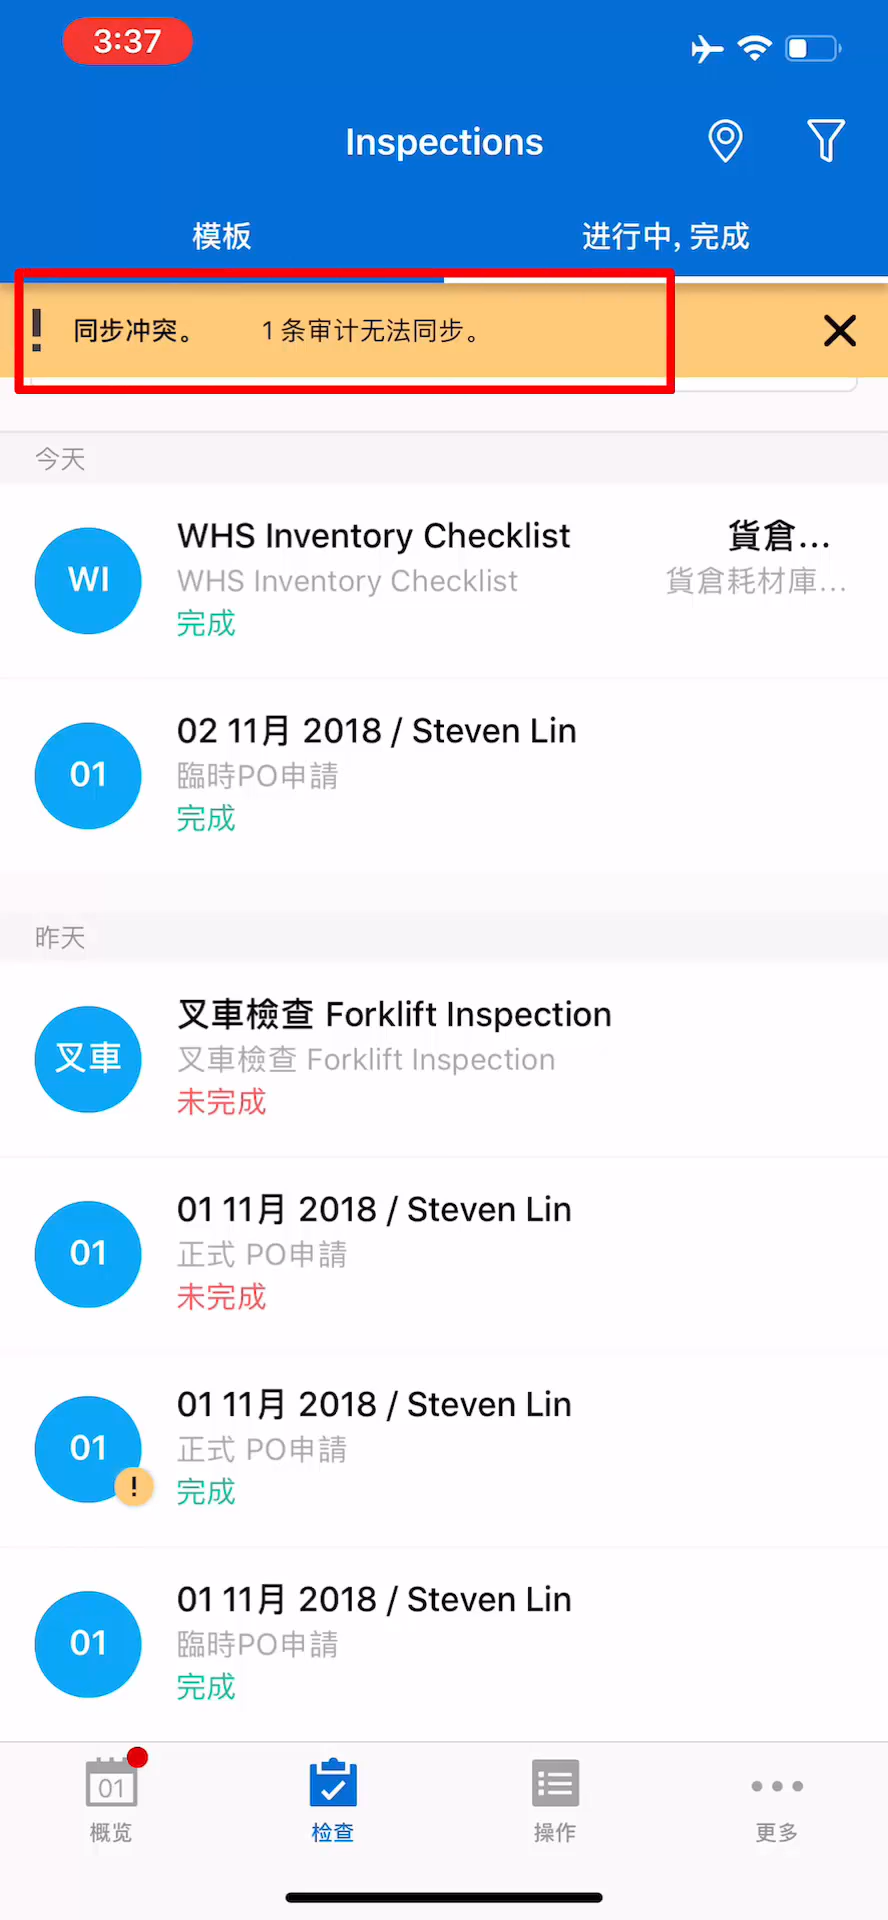 3:37
Inspections
模板
进行中, 完成
同步冲突。 1 条审计无法同步。
今天
WI
WHS Inventory Checklist
貨倉...
WHS Inventory Checklist
貨倉耗材庫...
完成
01
02 11月 2018 / Steven Lin
臨時PO申請
完成
昨天
叉車
叉車檢查 Forklift Inspection
叉車檢查 Forklift Inspection
未完成
01
01 11月 2018 / Steven Lin
正式 PO申請
未完成
01
!
01 11月 2018 / Steven Lin
正式 PO申請
完成
01
01 11月 2018 / Steven Lin
臨時PO申請
完成
01
概览
检查
操作
更多